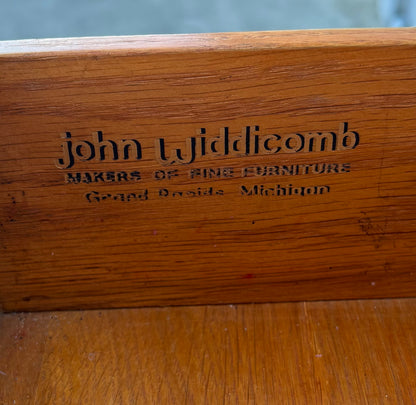 john widdicomb
MAKERS OF FINE FURNITURE
Grand Rapids, Michigan